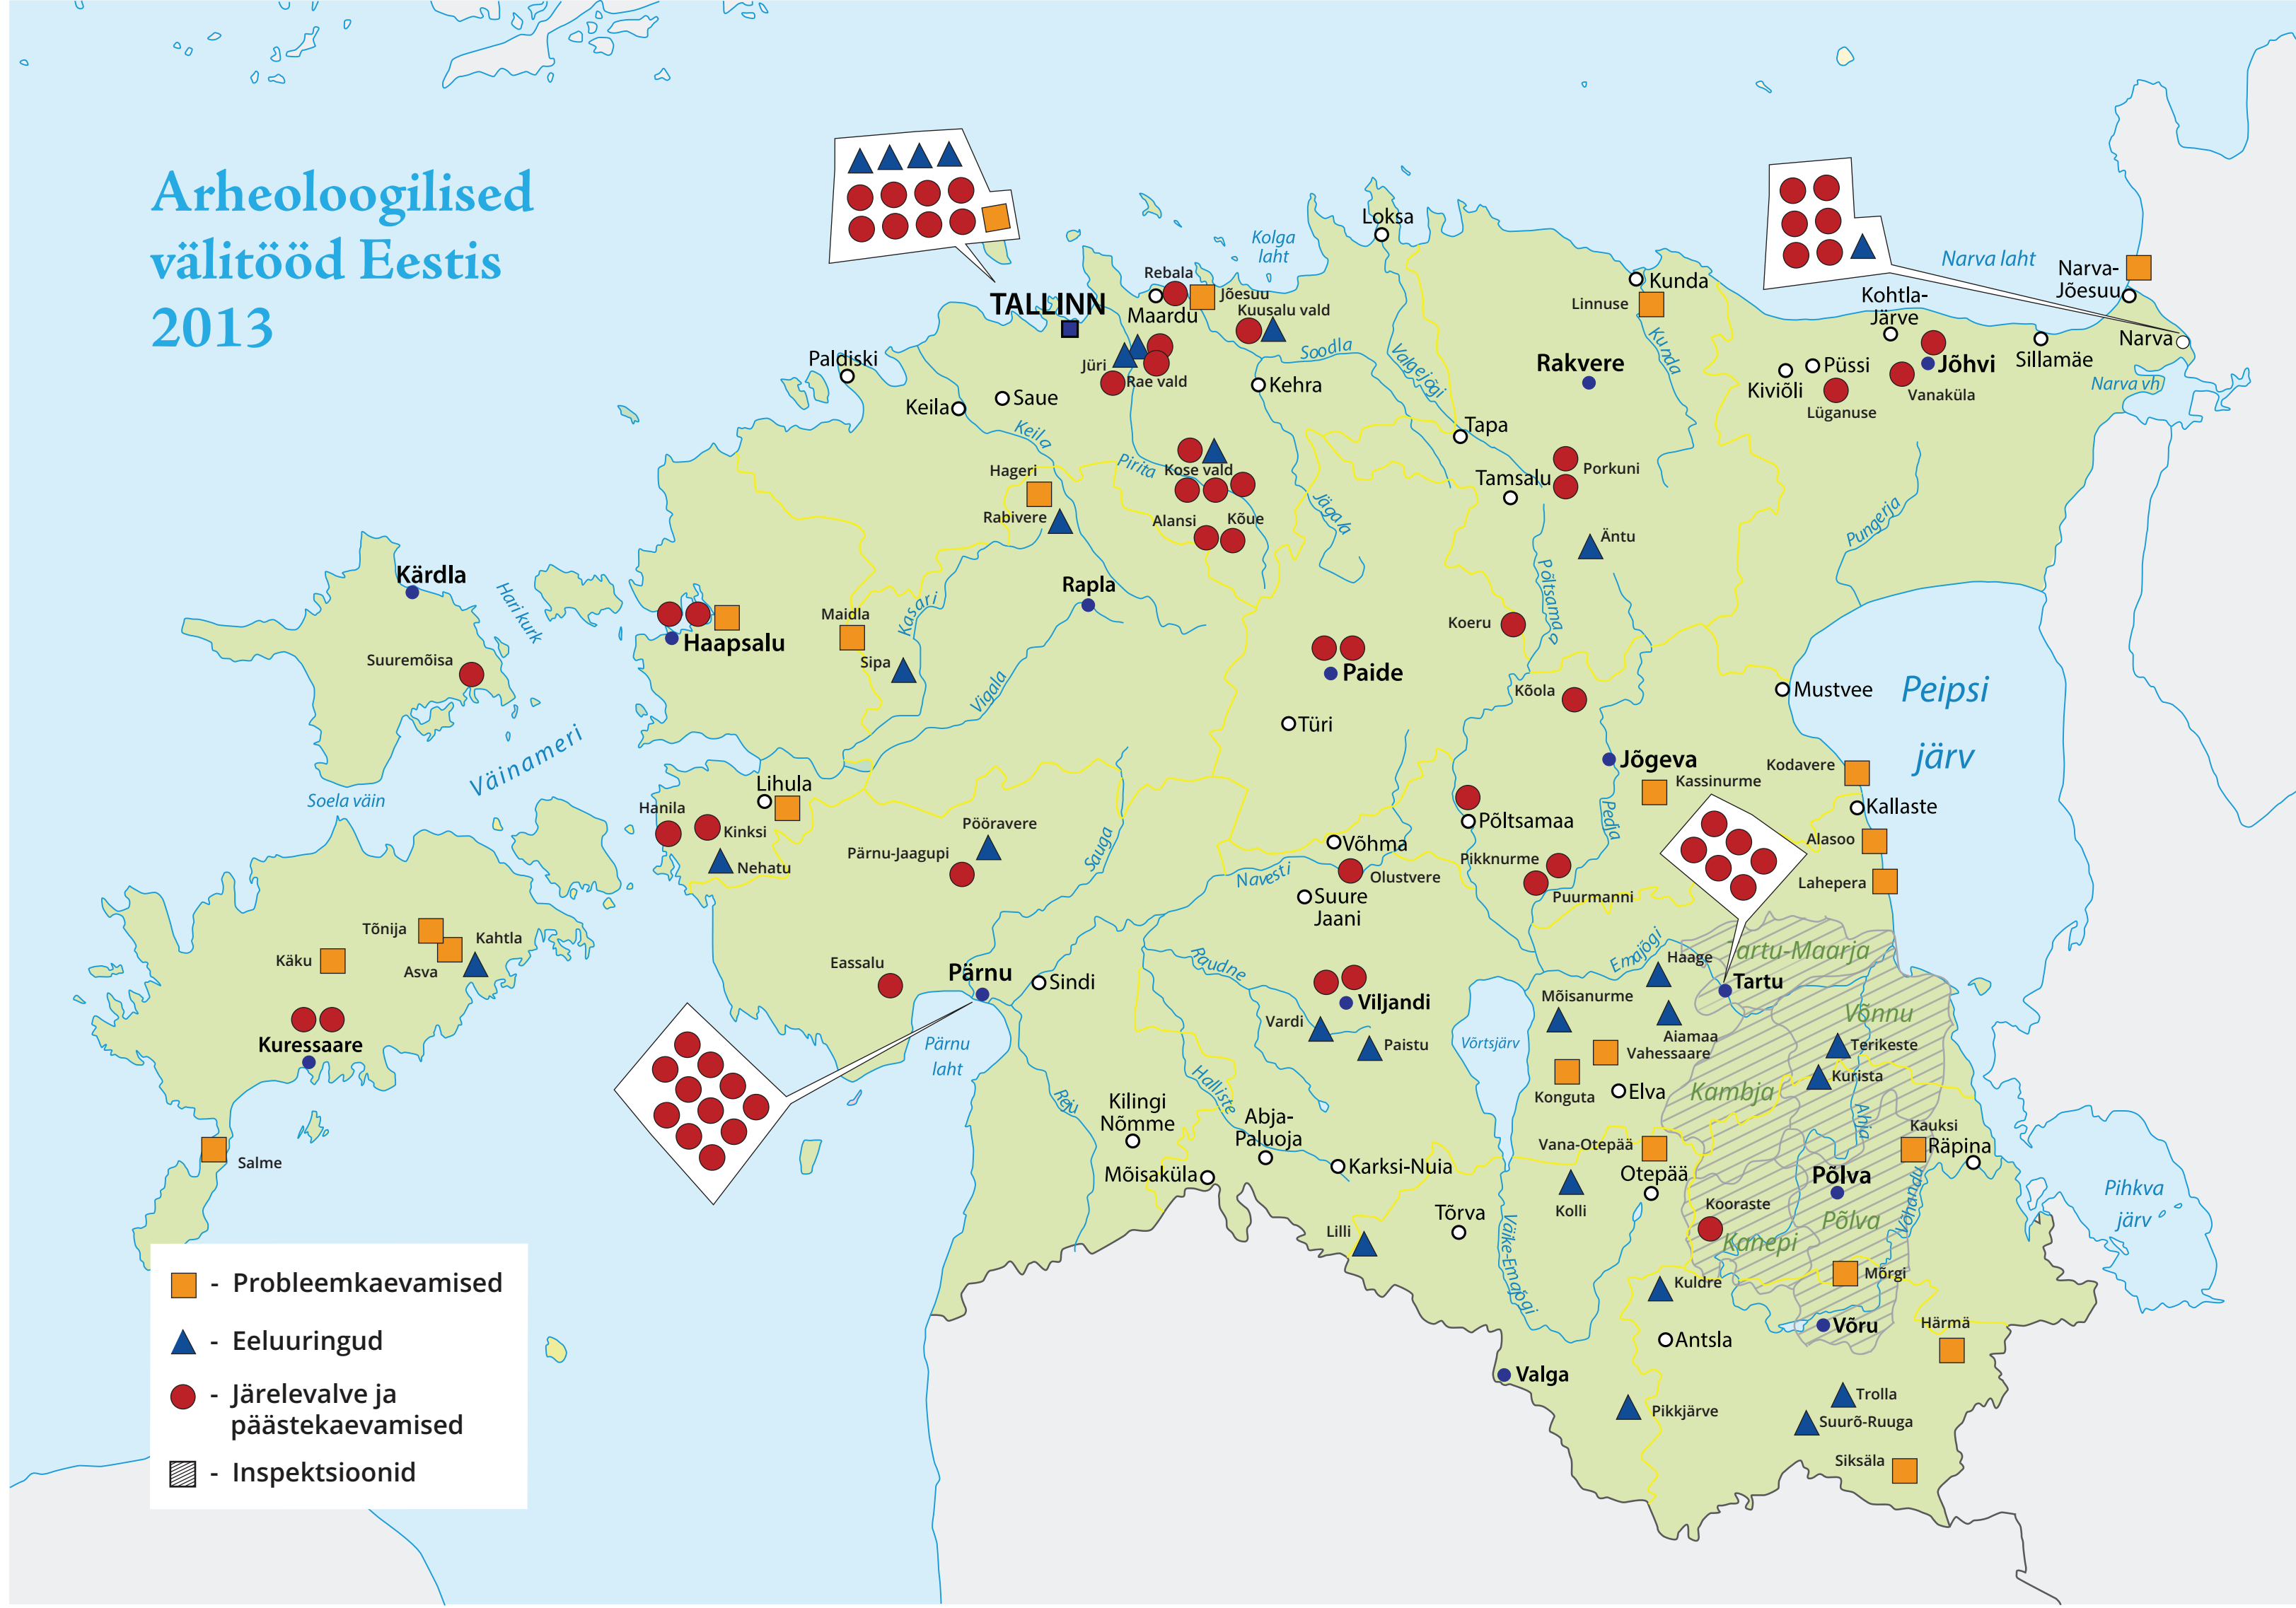 Arheoloogilised
välitööd Eestis
2013
Loksa
Kolga
laht
Rebala
Jõesuu
Maardu
Kuusalu vald
TALLINN
Kunda
Linnuse
Kunda
Narva laht
Narva-
Jõesuu
Kohtla-
Järve
Narva
Sillamäe
Jõhvi
Püssi
Kiviõli
Vanaküla
Lüganuse
Narva vh
Paldiski
Jüri
Rae vald
Soodla
Valgejõgi
Rakvere
Kehra
Saue
Keila
Keila
Tapa
Hageri
Pirita
Kose vald
Tamsalu
Porkuni
Rabivere
Alansi
Kõue
Jägala
Äntu
Pungerja
Kärdla
Hari kurk
Rapla
Põltsamaa
Maidla
Kasari
Koeru
Haapsalu
Suuremõisa
Sipa
Paide
Vigala
Kõola
Mustvee
Peipsi
järv
Türi
Väinameri
Jõgeva
Kodavere
Kassinurme
Soela väin
Lihula
Hanila
Kinksi
Kallaste
Pööravere
Põltsamaa
Pedja
Nehatu
Pärnu-Jaagupi
Sauga
Võhma
Pikknurme
Alasoo
Navesti
Olustvere
Lahepera
Suure
Jaani
Puurmanni
Tõnija
Kahtla
Käku
Asva
Eassalu
Pärnu
Sindi
Raudne
Emajõgi
Haage
Tartu-Maarja
Tartu
Viljandi
Mõisanurme
Võnnu
Vardi
Paistu
Võrtsjärv
Aiamaa
Vahessaare
Terikeste
Kuressaare
Pärnu
laht
Kurista
Konguta
Elva
Kambja
Reiu
Halliste
Kilingi
Nõmme
Abja-
Paluoja
Ahja
Kauksi
Räpina
Salme
Mõisaküla
Karksi-Nuia
Vana-Otepää
Otepää
Põlva
Kolli
Kooraste
Põlva
Võhandu
Pihkva
järv
Tõrva
Lilli
Kanepi
Väike-Emajõgi
Mõrgi
Kuldre
Võru
Härmä
Antsla
Valga
Pikkjärve
Trolla
Suurõ-Ruuga
Siksäla
- Probleemkaevamised
- Eeluuringud
- Järelevalve ja
päästekaevamised
- Inspektsioonid